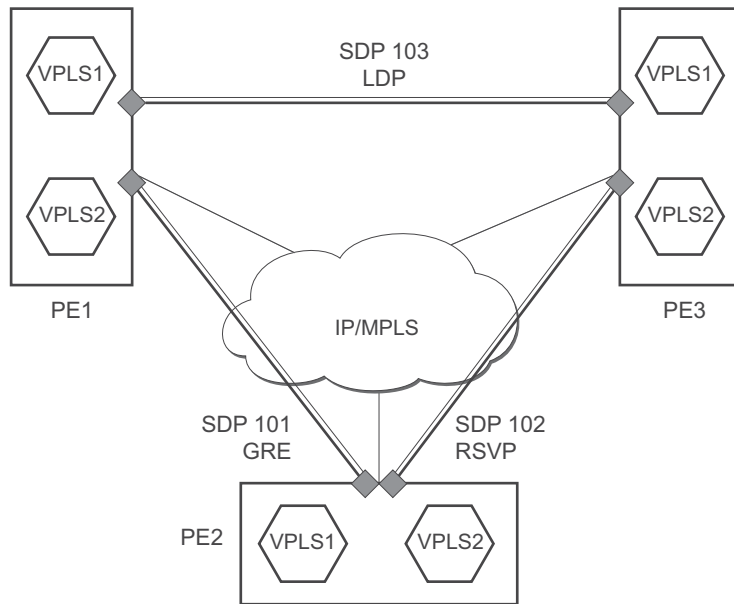 SDP 103
LDP
VPLS1
VPLS1
VPLS2
VPLS2
PE1
PE3
IP/MPLS
SDP 101
GRE
SDP 102
RSVP
PE2
VPLS1
VPLS2